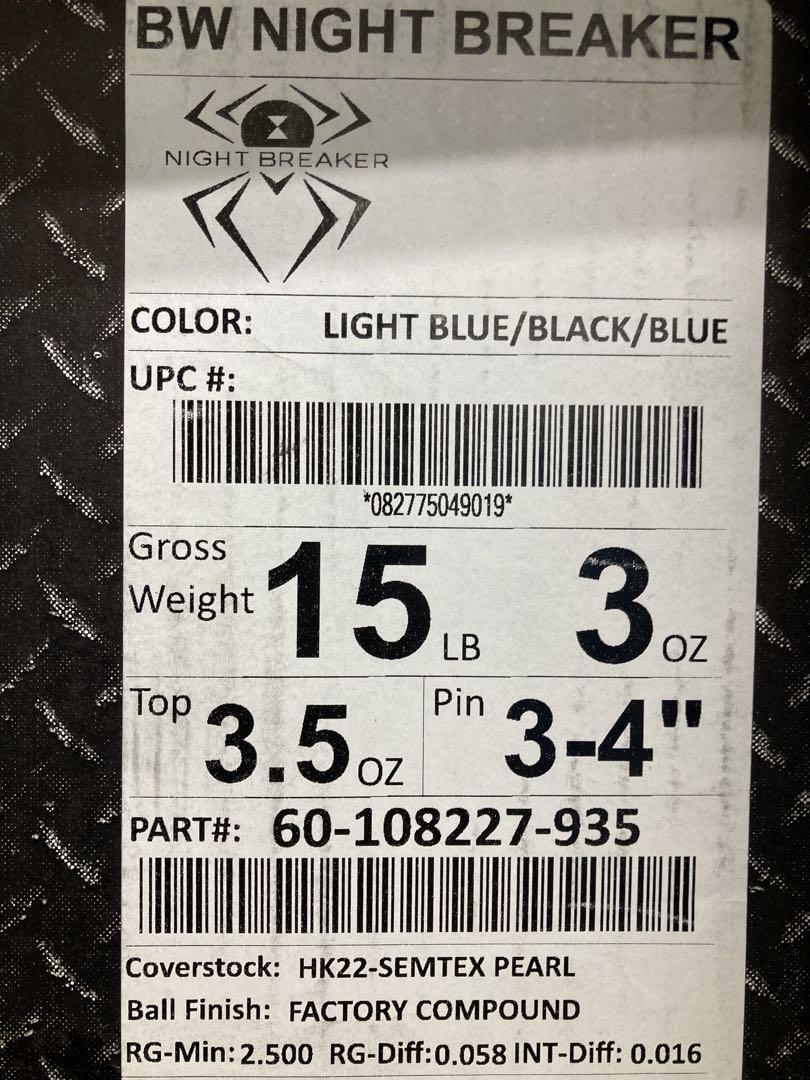 BW NIGHT BREAKER
NIGHT BREAKER
COLOR: LIGHT BLUE/BLACK/BLUE
UPC #:
*082775049019*
Gross Weight 15 LB 3 OZ
Top 3.5 OZ Pin 3-4"
PART#: 60-108227-935
Coverstock: HK22-SEMTEX PEARL
Ball Finish: FACTORY COMPOUND
RG-Min: 2.500 RG-Diff: 0.058 INT-Diff: 0.016